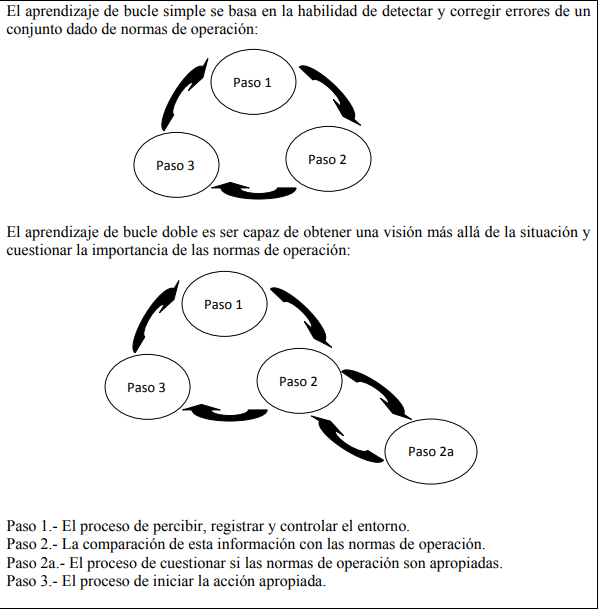 El aprendizaje de bucle simple se basa en la habilidad de detectar y corregir errores de un
conjunto dado de normas de operación:
Paso 1
Paso 2
Paso 3
El aprendizaje de bucle doble es ser capaz de obtener una visión más allá de la situación y
cuestionar la importancia de las normas de operación:
Paso 1
Paso 2
Paso 3
Paso 2a
Paso 1.- El proceso de percibir, registrar y controlar el entorno.
Paso 2.- La comparación de esta información con las normas de operación.
Paso 2a.- El proceso de cuestionar si las normas de operación son apropiadas.
Paso 3.- El proceso de iniciar la acción apropiada.